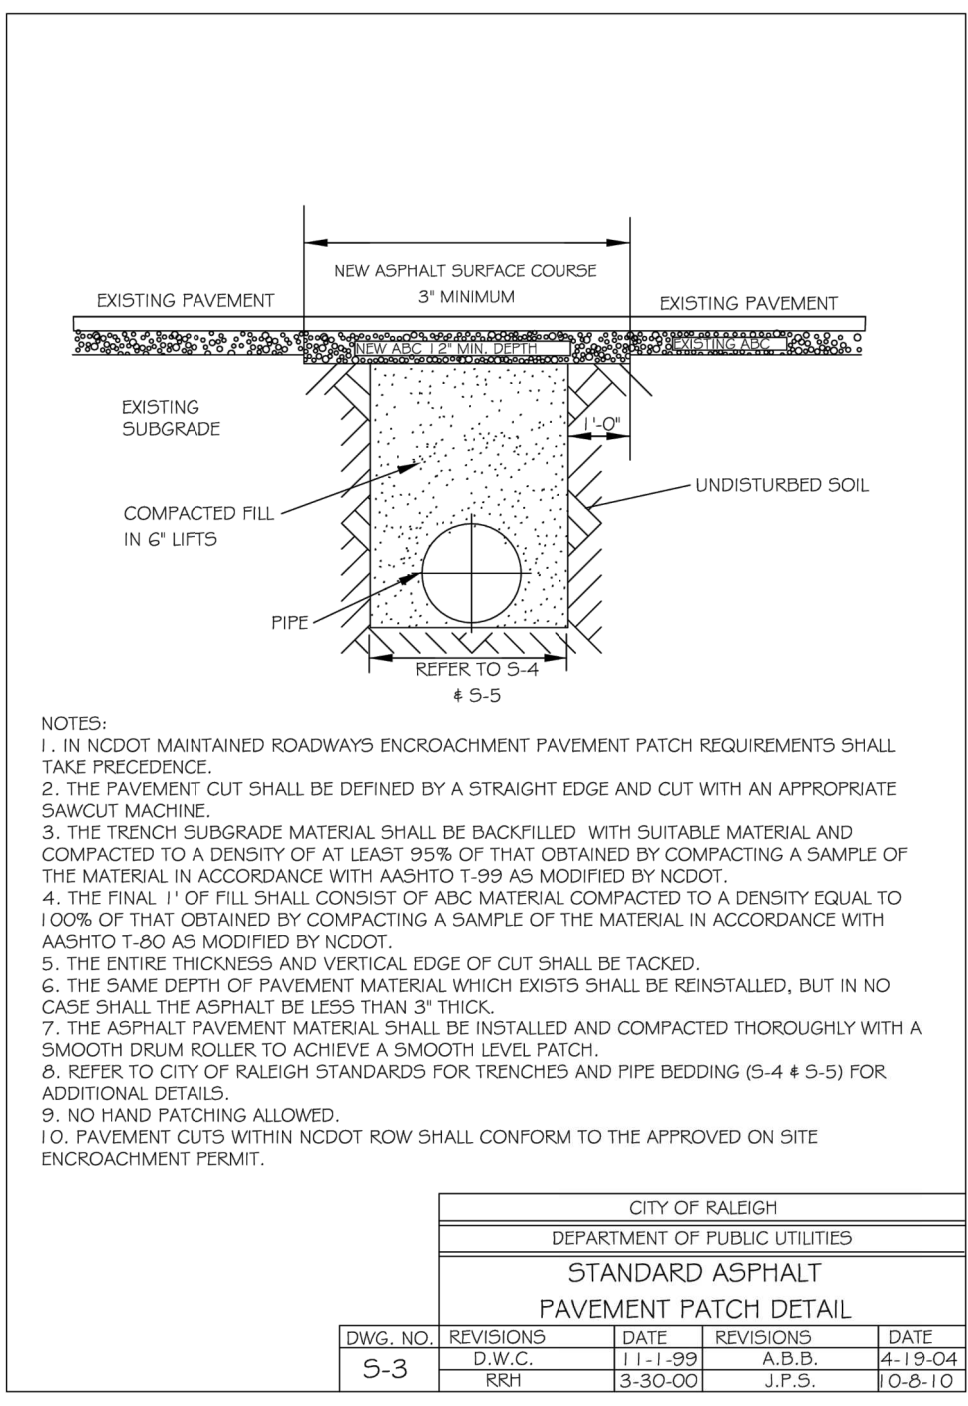 NEW ASPHALT SURFACE COURSE
3" MINIMUM
EXISTING PAVEMENT
EXISTING PAVEMENT
NEW ABC 12" MIN. DEPTH
EXISTING ABC
EXISTING
SUBGRADE
1'-0"
UNDISTURBED SOIL
COMPACTED FILL
IN 6" LIFTS
PIPE
REFER TO S-4
& S-5
NOTES:
1. IN NCDOT MAINTAINED ROADWAYS ENCROACHMENT PAVEMENT PATCH REQUIREMENTS SHALL
TAKE PRECEDENCE.
2. THE PAVEMENT CUT SHALL BE DEFINED BY A STRAIGHT EDGE AND CUT WITH AN APPROPRIATE
SAWCUT MACHINE.
3. THE TRENCH SUBGRADE MATERIAL SHALL BE BACKFILLED WITH SUITABLE MATERIAL AND
COMPACTED TO A DENSITY OF AT LEAST 95% OF THAT OBTAINED BY COMPACTING A SAMPLE OF
THE MATERIAL IN ACCORDANCE WITH AASHTO T-99 AS MODIFIED BY NCDOT.
4. THE FINAL 1' OF FILL SHALL CONSIST OF ABC MATERIAL COMPACTED TO A DENSITY EQUAL TO
100% OF THAT OBTAINED BY COMPACTING A SAMPLE OF THE MATERIAL IN ACCORDANCE WITH
AASHTO T-80 AS MODIFIED BY NCDOT.
5. THE ENTIRE THICKNESS AND VERTICAL EDGE OF CUT SHALL BE TACKED.
6. THE SAME DEPTH OF PAVEMENT MATERIAL WHICH EXISTS SHALL BE REINSTALLED, BUT IN NO
CASE SHALL THE ASPHALT BE LESS THAN 3" THICK.
7. THE ASPHALT PAVEMENT MATERIAL SHALL BE INSTALLED AND COMPACTED THOROUGHLY WITH A
SMOOTH DRUM ROLLER TO ACHIEVE A SMOOTH LEVEL PATCH.
8. REFER TO CITY OF RALEIGH STANDARDS FOR TRENCHES AND PIPE BEDDING (S-4 & S-5) FOR
ADDITIONAL DETAILS.
9. NO HAND PATCHING ALLOWED.
10. PAVEMENT CUTS WITHIN NCDOT ROW SHALL CONFORM TO THE APPROVED ON SITE
ENCROACHMENT PERMIT.
CITY OF RALEIGH
DEPARTMENT OF PUBLIC UTILITIES
STANDARD ASPHALT
PAVEMENT PATCH DETAIL
DWG. NO. REVISIONS DATE REVISIONS DATE
S-3
D.W.C. 11-1-99 A.B.B. 4-19-04
RRH 3-30-00 J.P.S. 10-8-10